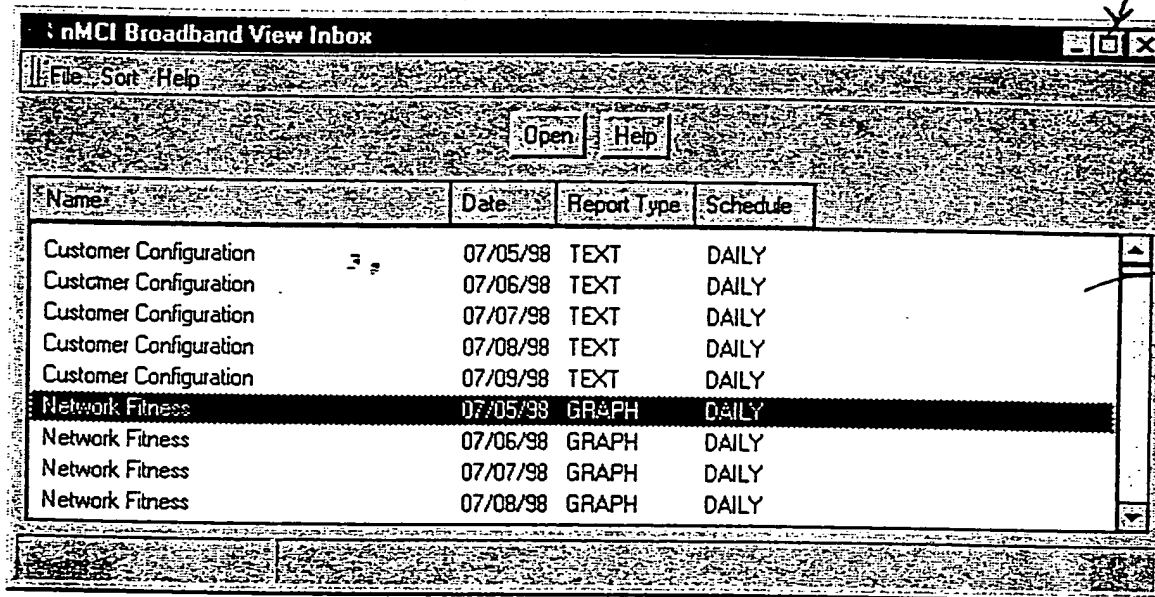 nMCI Broadband View Inbox
File Sort Help
Open Help
Name Date Report Type Schedule
Customer Configuration 07/05/98 TEXT DAILY
Customer Configuration 07/06/98 TEXT DAILY
Customer Configuration 07/07/98 TEXT DAILY
Customer Configuration 07/08/98 TEXT DAILY
Customer Configuration 07/09/98 TEXT DAILY
Network Fitness 07/05/98 GRAPH DAILY
Network Fitness 07/06/98 GRAPH DAILY
Network Fitness 07/07/98 GRAPH DAILY
Network Fitness 07/08/98 GRAPH DAILY